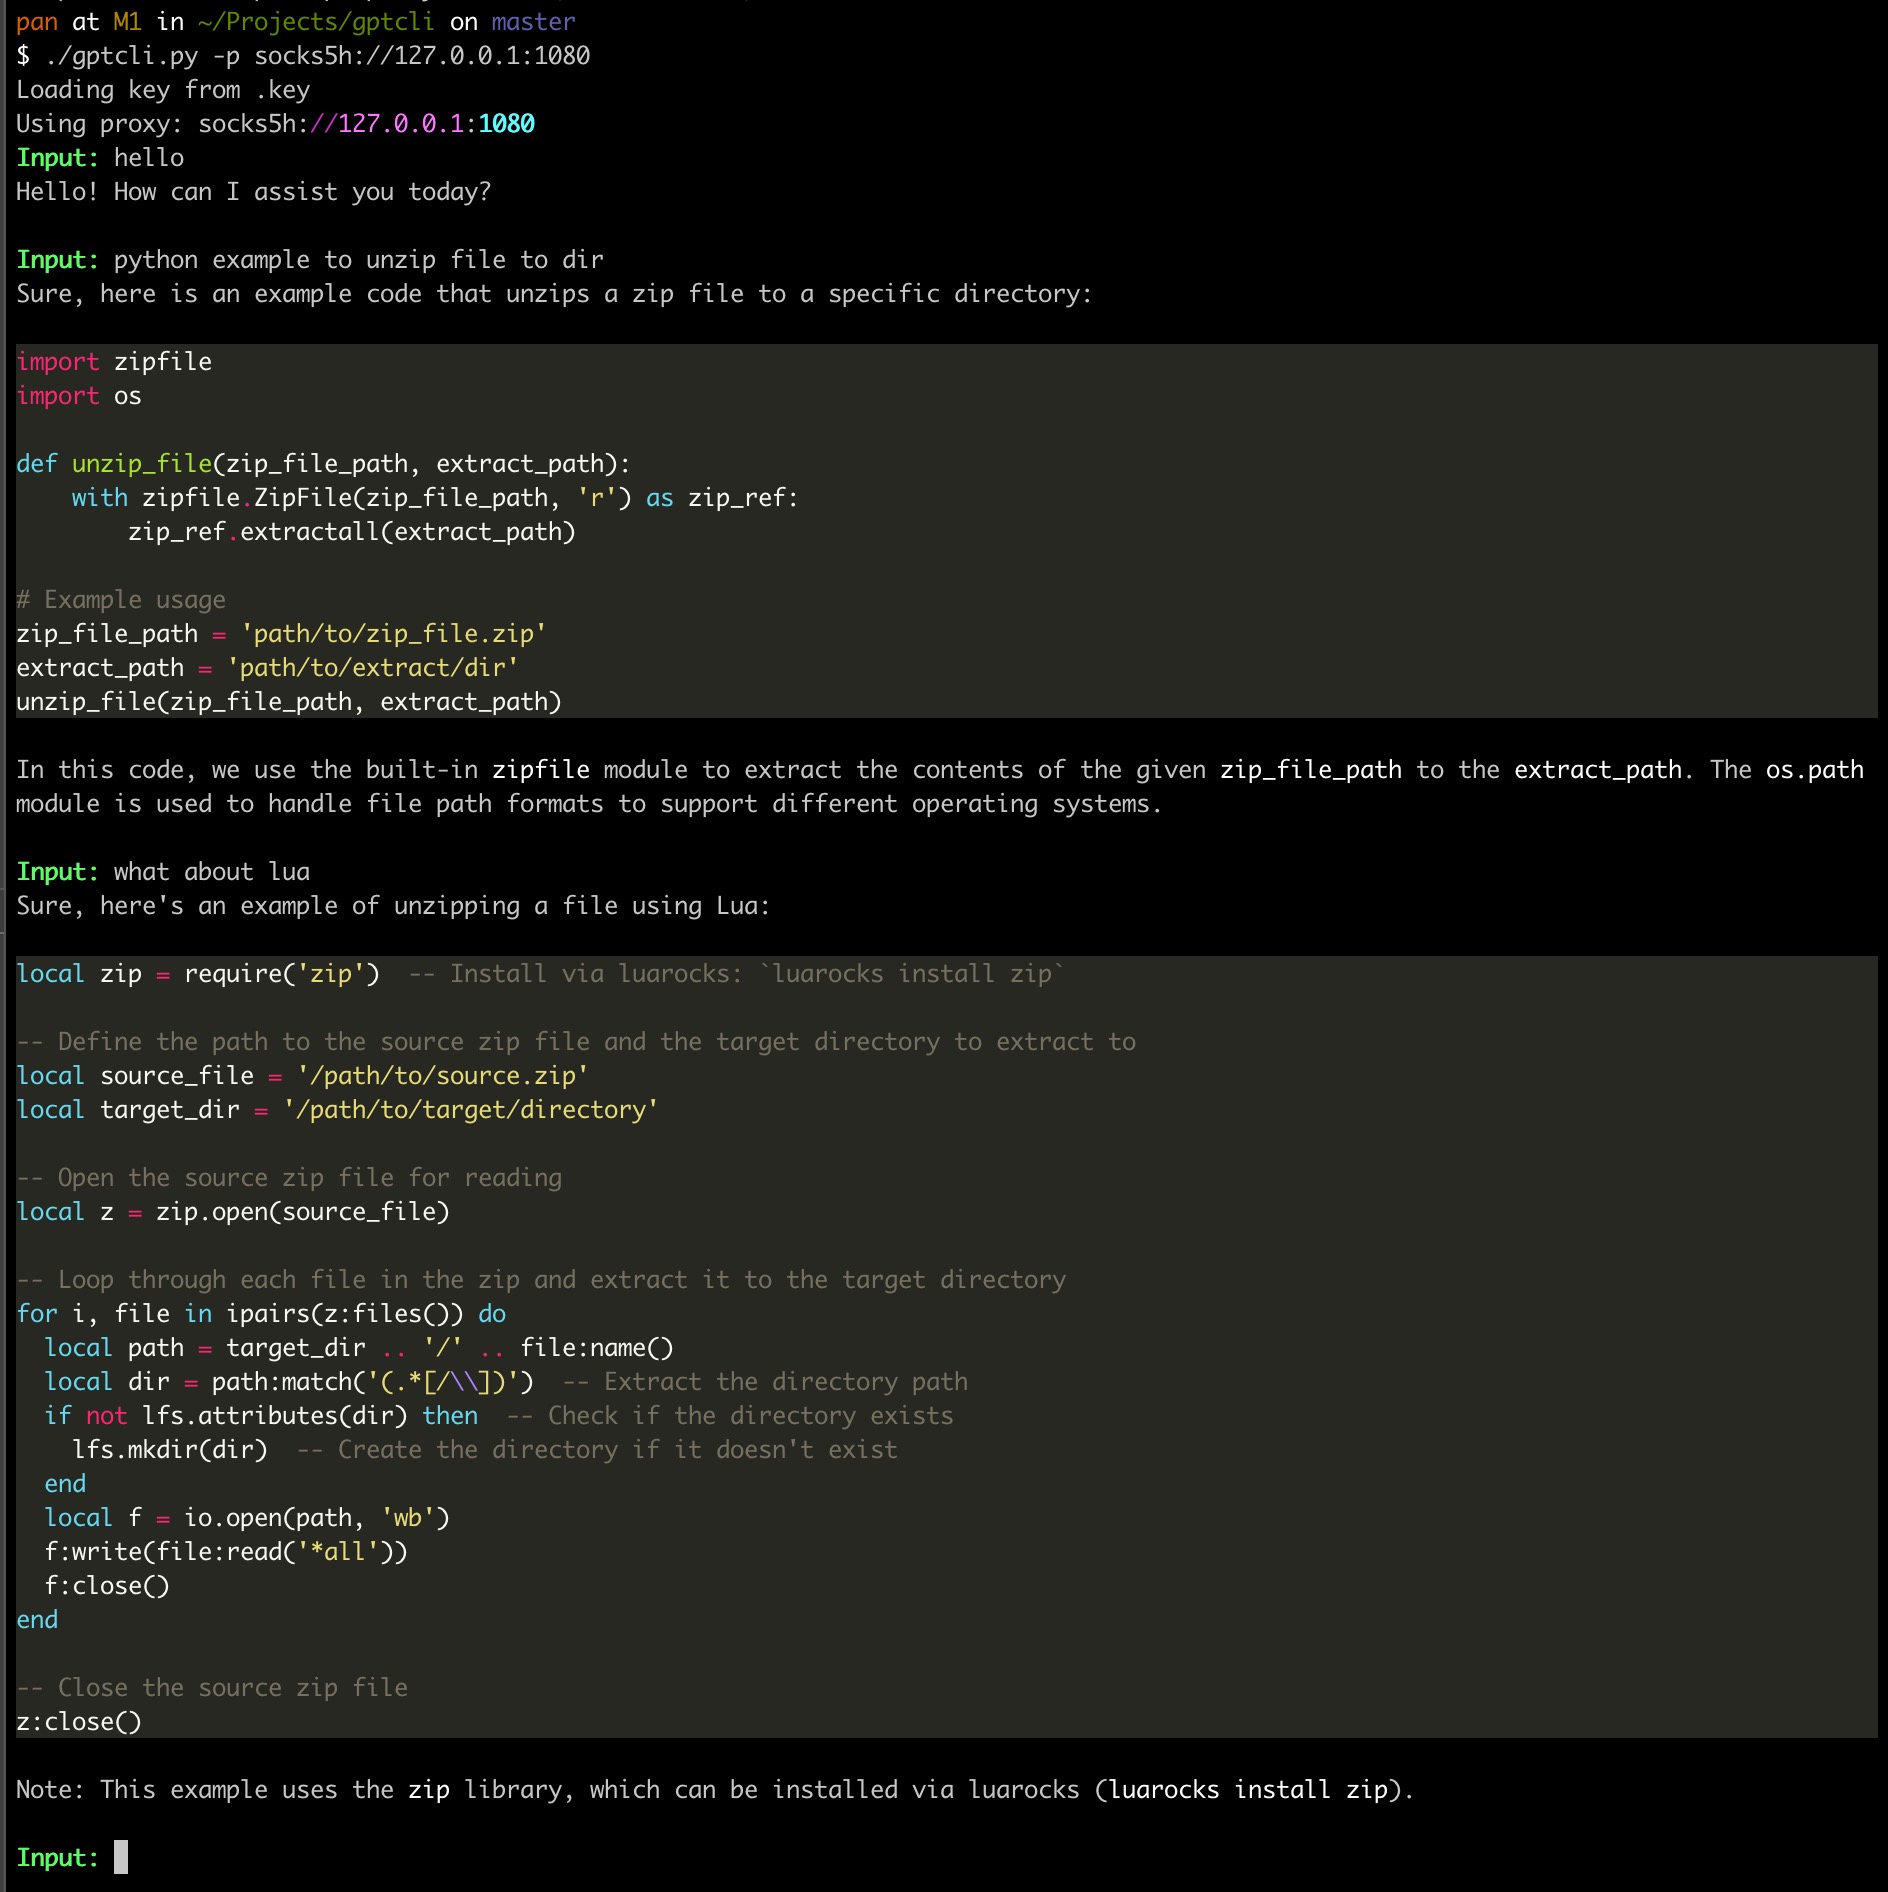 pan at M1 in ~/Projects/gptcli on master
$ ./gptcli.py -p socks5h://127.0.0.1:1080
Loading key from .key
Using proxy: socks5h://127.0.0.1:1080
Input: hello
Hello! How can I assist you today?

Input: python example to unzip file to dir
Sure, here is an example code that unzips a zip file to a specific directory:

import zipfile
import os

def unzip_file(zip_file_path, extract_path):
    with zipfile.ZipFile(zip_file_path, 'r') as zip_ref:
        zip_ref.extractall(extract_path)

# Example usage
zip_file_path = 'path/to/zip_file.zip'
extract_path = 'path/to/extract/dir'
unzip_file(zip_file_path, extract_path)

In this code, we use the built-in zipfile module to extract the contents of the given zip_file_path to the extract_path. The os.path
module is used to handle file path formats to support different operating systems.

Input: what about lua
Sure, here's an example of unzipping a file using Lua:

local zip = require('zip')  -- Install via luarocks: `luarocks install zip`

-- Define the path to the source zip file and the target directory to extract to
local source_file = '/path/to/source.zip'
local target_dir = '/path/to/target/directory'

-- Open the source zip file for reading
local z = zip.open(source_file)

-- Loop through each file in the zip and extract it to the target directory
for i, file in ipairs(z:files()) do
  local path = target_dir .. '/' .. file:name()
  local dir = path:match('(.*[/\\])')  -- Extract the directory path
  if not lfs.attributes(dir) then  -- Check if the directory exists
    lfs.mkdir(dir)  -- Create the directory if it doesn't exist
  end
  local f = io.open(path, 'wb')
  f:write(file:read('*all'))
  f:close()
end

-- Close the source zip file
z:close()

Note: This example uses the zip library, which can be installed via luarocks (luarocks install zip).

Input: